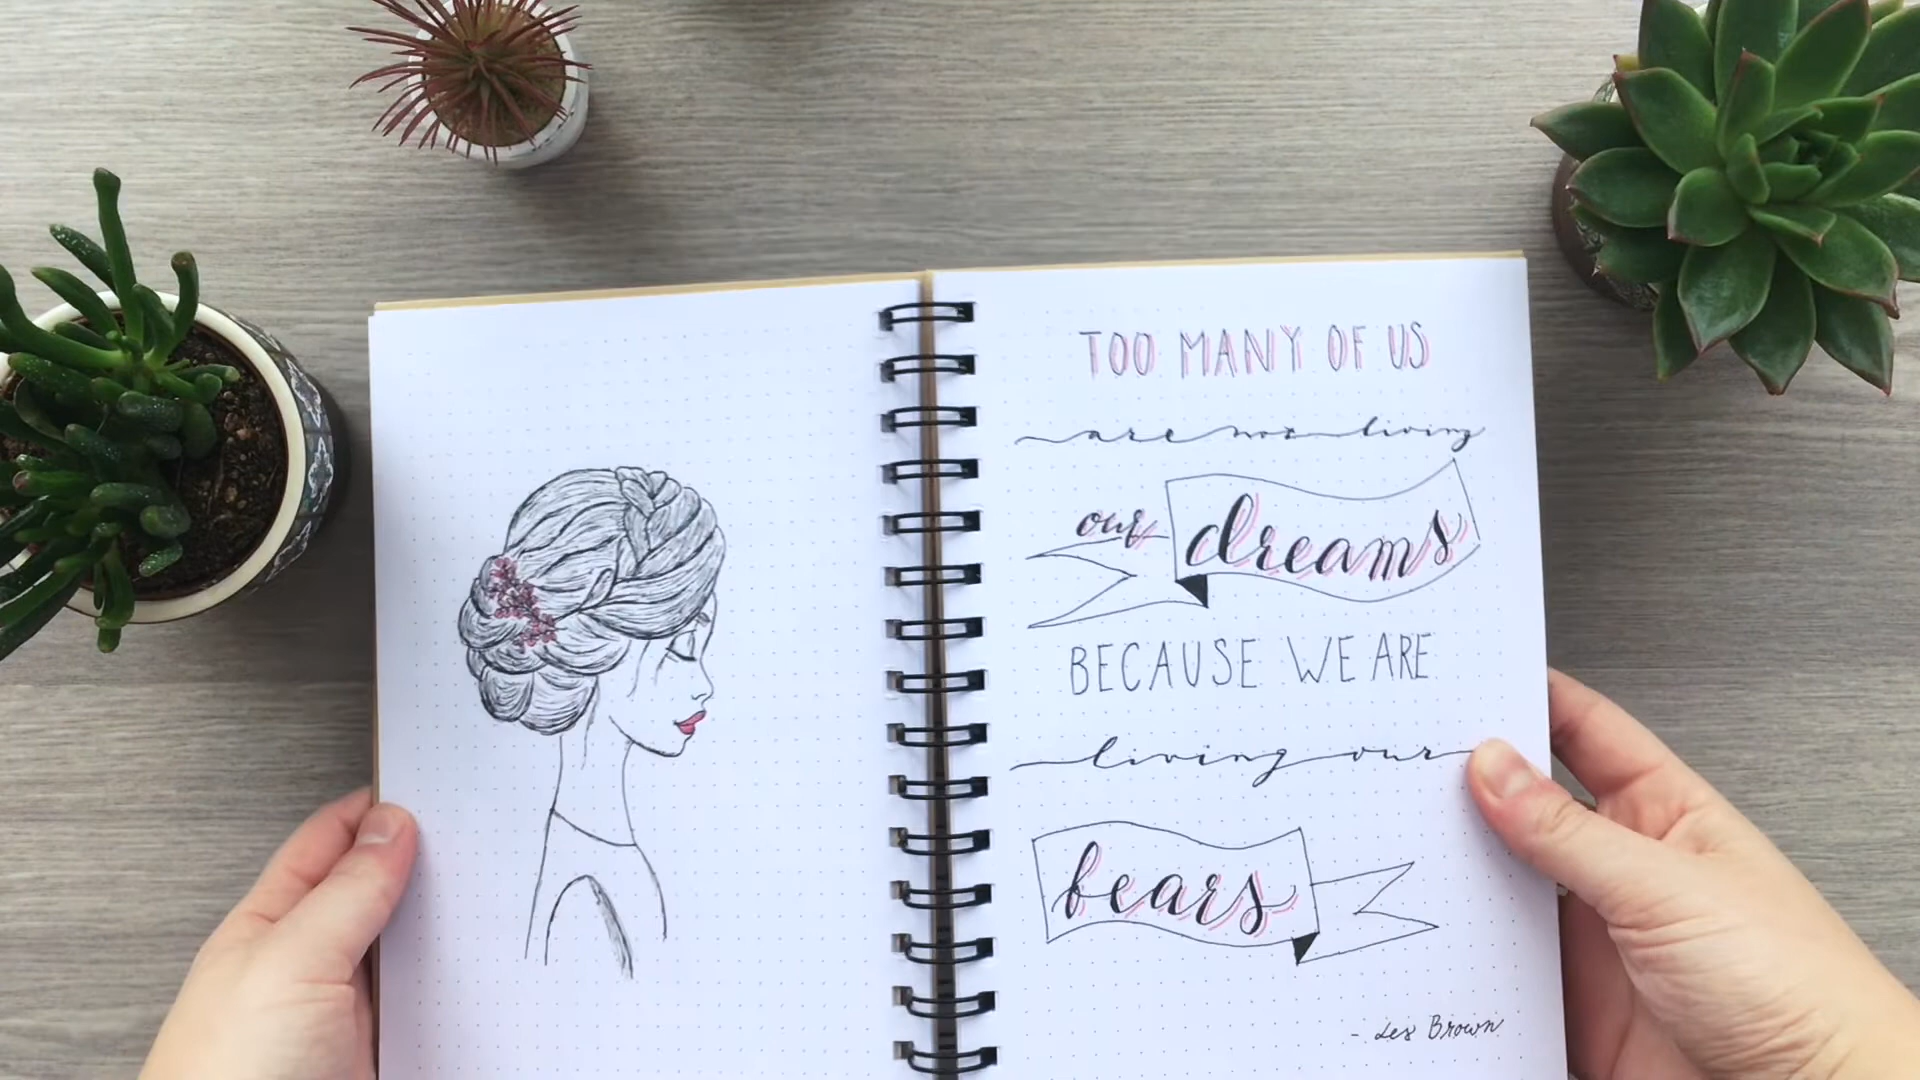 TOO MANY OF US
are not living
our dreams
BECAUSE WE ARE
living our
fears
- Les Brown